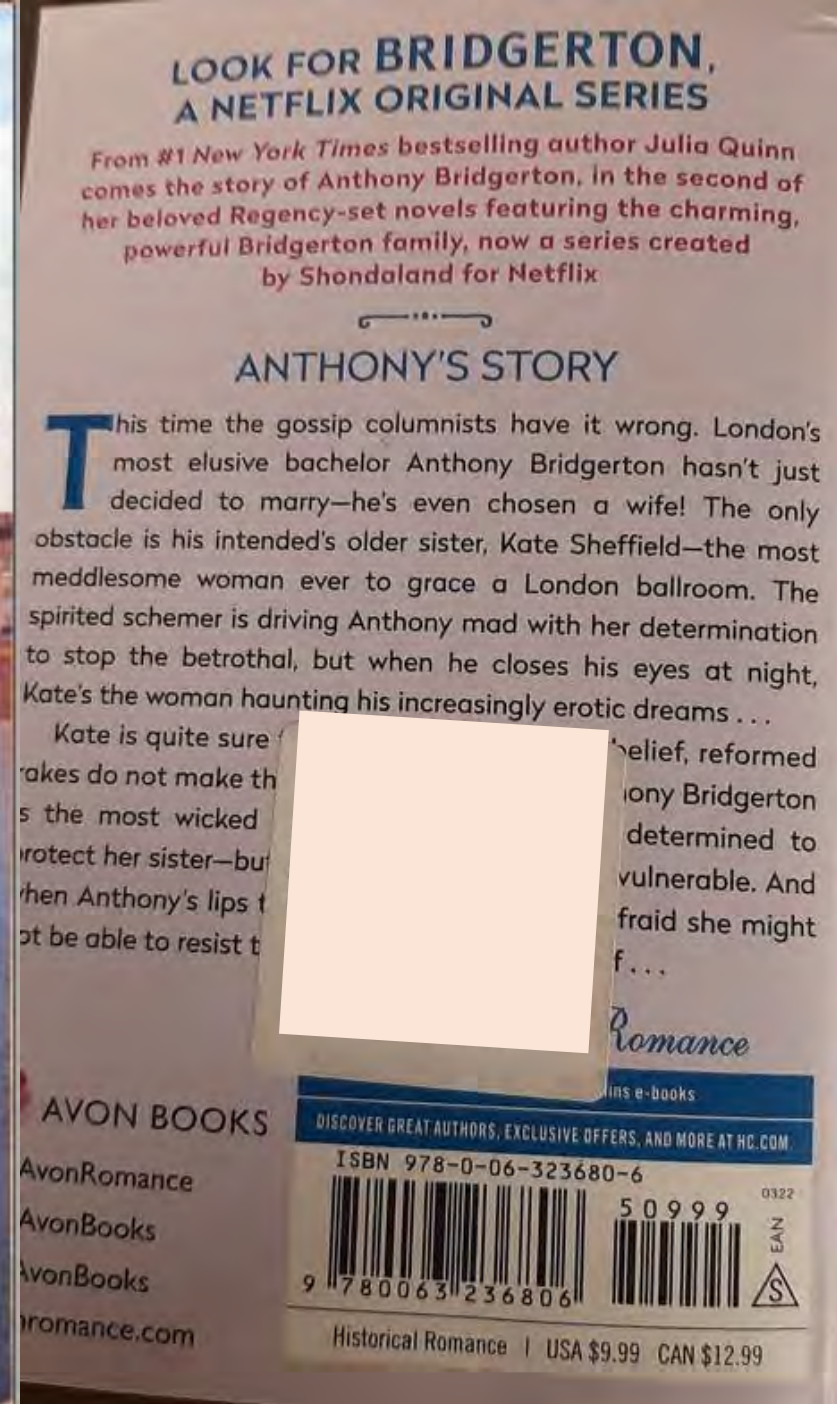 LOOK FOR BRIDGERTON,
A NETFLIX ORIGINAL SERIES
From #1 New York Times bestselling author Julia Quinn
comes the story of Anthony Bridgerton, in the second of
her beloved Regency-set novels featuring the charming,
powerful Bridgerton family, now a series created
by Shondaland for Netflix
ANTHONY'S STORY
This time the gossip columnists have it wrong. London's
most elusive bachelor Anthony Bridgerton hasn't just
decided to marry—he's even chosen a wife! The only
obstacle is his intended's older sister, Kate Sheffield—the most
meddlesome woman ever to grace a London ballroom. The
spirited schemer is driving Anthony mad with her determination
to stop the betrothal, but when he closes his eyes at night,
Kate's the woman haunting his increasingly erotic dreams . . .
Kate is quite sure belief, reformed
akes do not make th ony Bridgerton
s the most wicked determined to
rotect her sister—but vulnerable. And
hen Anthony's lips t fraid she might
ot be able to resist t f . . .
Romance
ins e-books
AVON BOOKS
DISCOVER GREAT AUTHORS, EXCLUSIVE OFFERS, AND MORE AT HC.COM
AvonRomance
AvonBooks
AvonBooks
romance.com
ISBN 978-0-06-323680-6
0322
50999
EAN
S
9 780063 236806
Historical Romance | USA $9.99 CAN $12.99